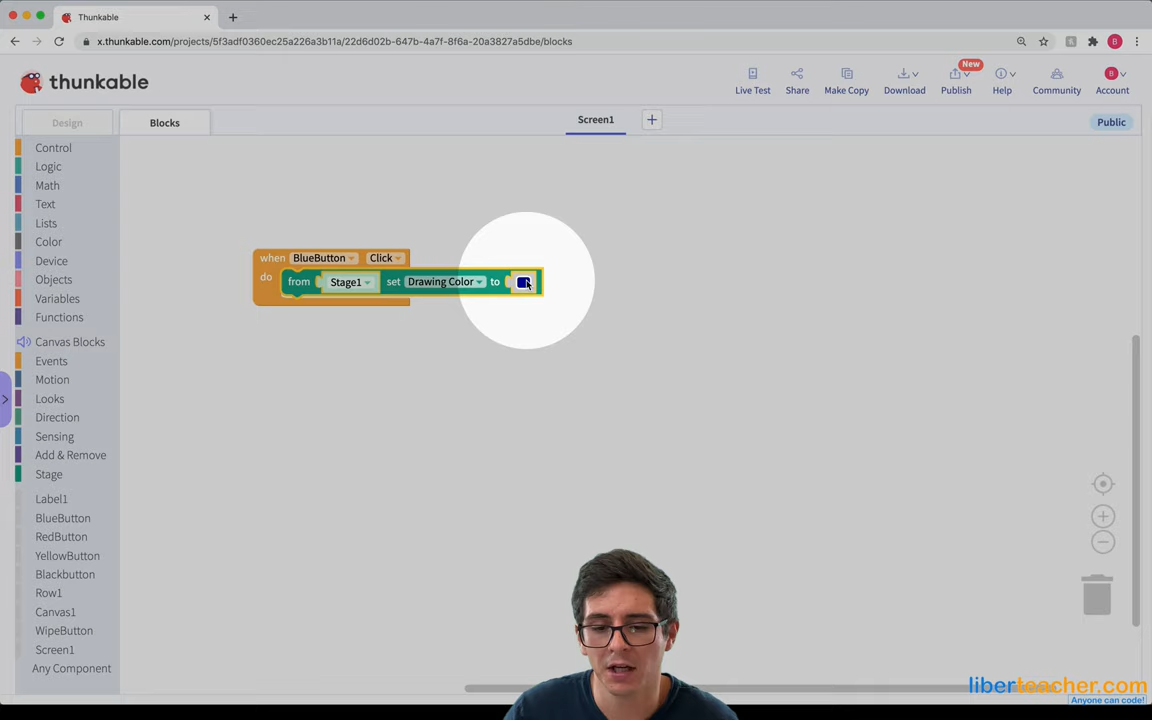 Thunkable
x.thunkable.com/projects/5f3adf0360ec25a226a3b11a/22d6d02b-647b-4a7f-8f6a-20a3827a5dbe/blocks
B
thunkable
New
Live Test
Share
Make Copy
Download
Publish
Help
Community
B
Account
Design
Blocks
Screen1
Public
Control
Logic
Math
Text
Lists
Color
Device
Objects
Variables
Functions
Canvas Blocks
Events
Motion
Looks
Direction
Sensing
Add & Remove
Stage
Label1
BlueButton
RedButton
YellowButton
Blackbutton
Row1
Canvas1
WipeButton
Screen1
Any Component
when BlueButton Click
do from Stage1 set Drawing Color to
liberteacher.com
Anyone can code!